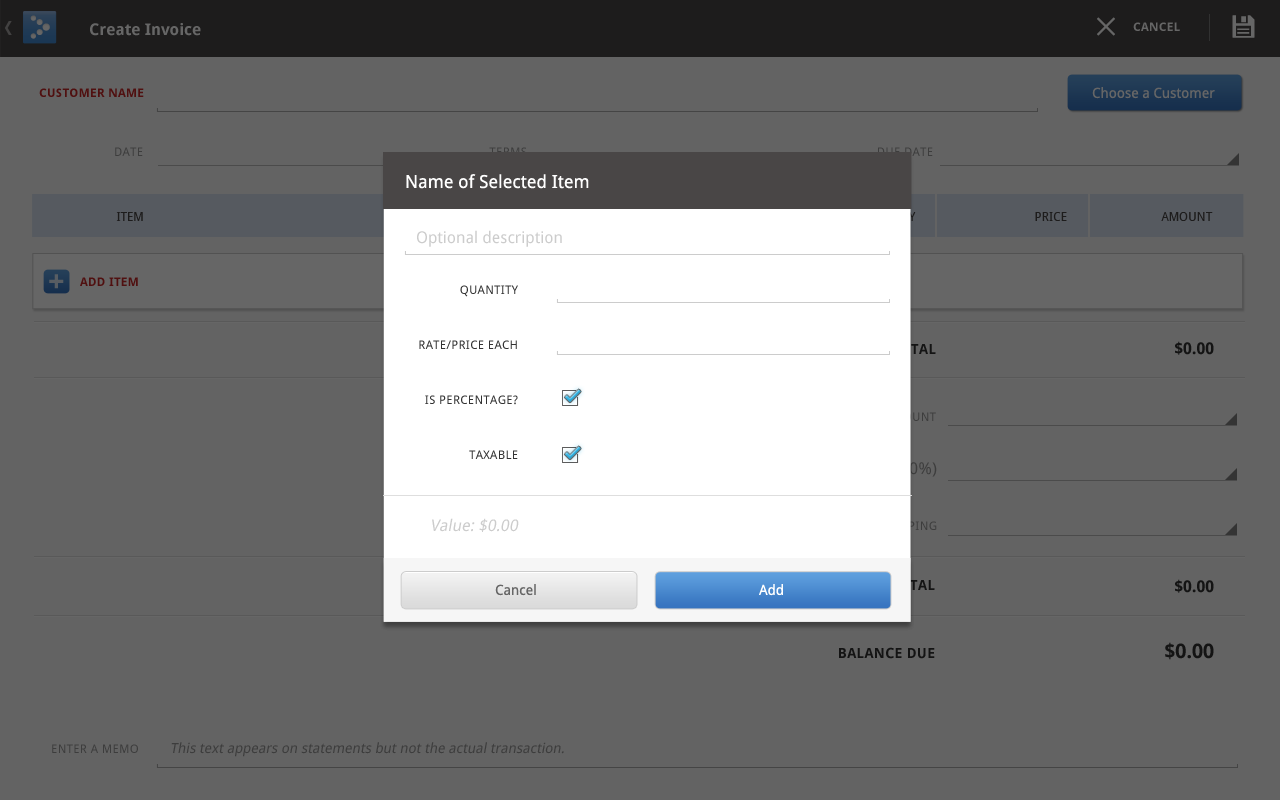 Create Invoice
CANCEL
CUSTOMER NAME
Choose a Customer
DATE
TERMS
DUE DATE
Name of Selected Item
ITEM
Y
PRICE
AMOUNT
Optional description
ADD ITEM
QUANTITY
RATE/PRICE EACH
TAL
$0.00
IS PERCENTAGE?
UNT
TAXABLE
0%)
Value: $0.00
PING
Cancel
Add
TAL
$0.00
BALANCE DUE
$0.00
ENTER A MEMO
This text appears on statements but not the actual transaction.